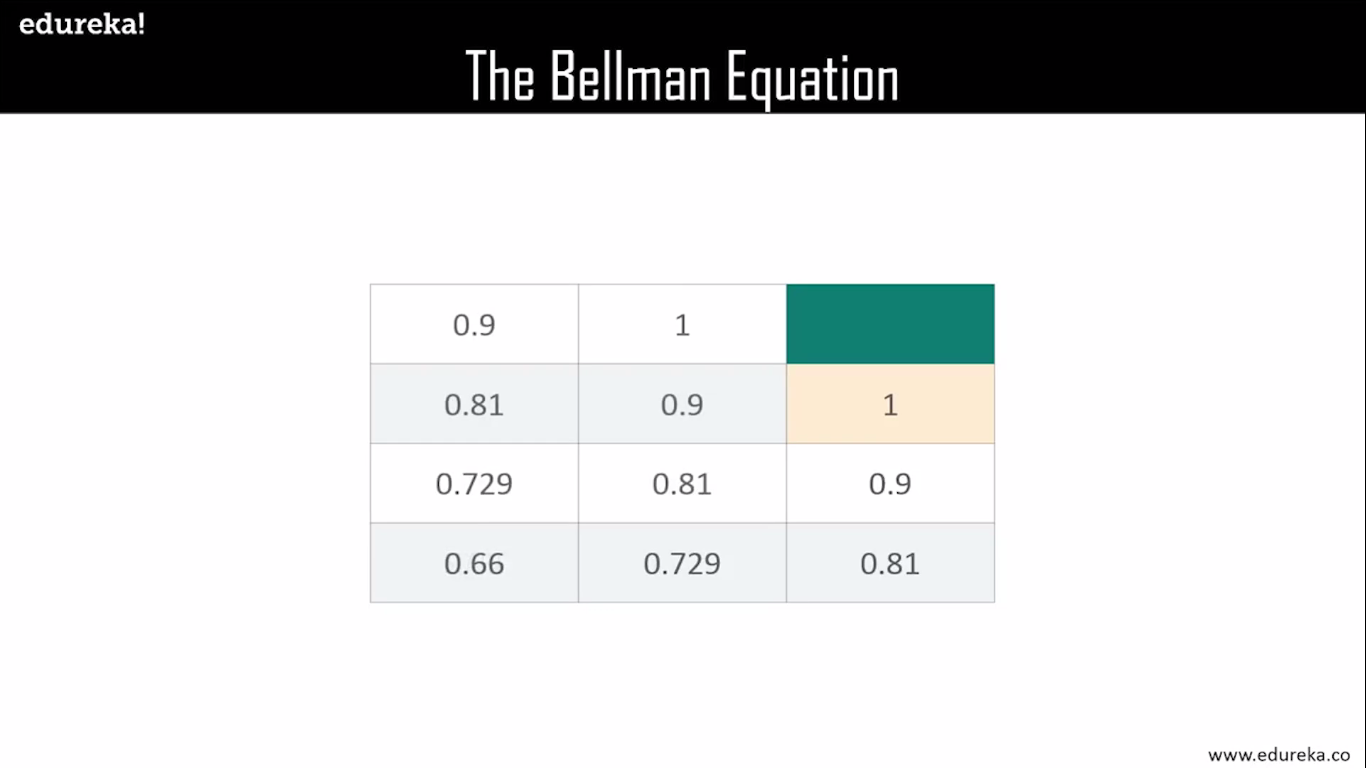 edureka!
The Bellman Equation
0.9 1
0.81 0.9 1
0.729 0.81 0.9
0.66 0.729 0.81
www.edureka.co